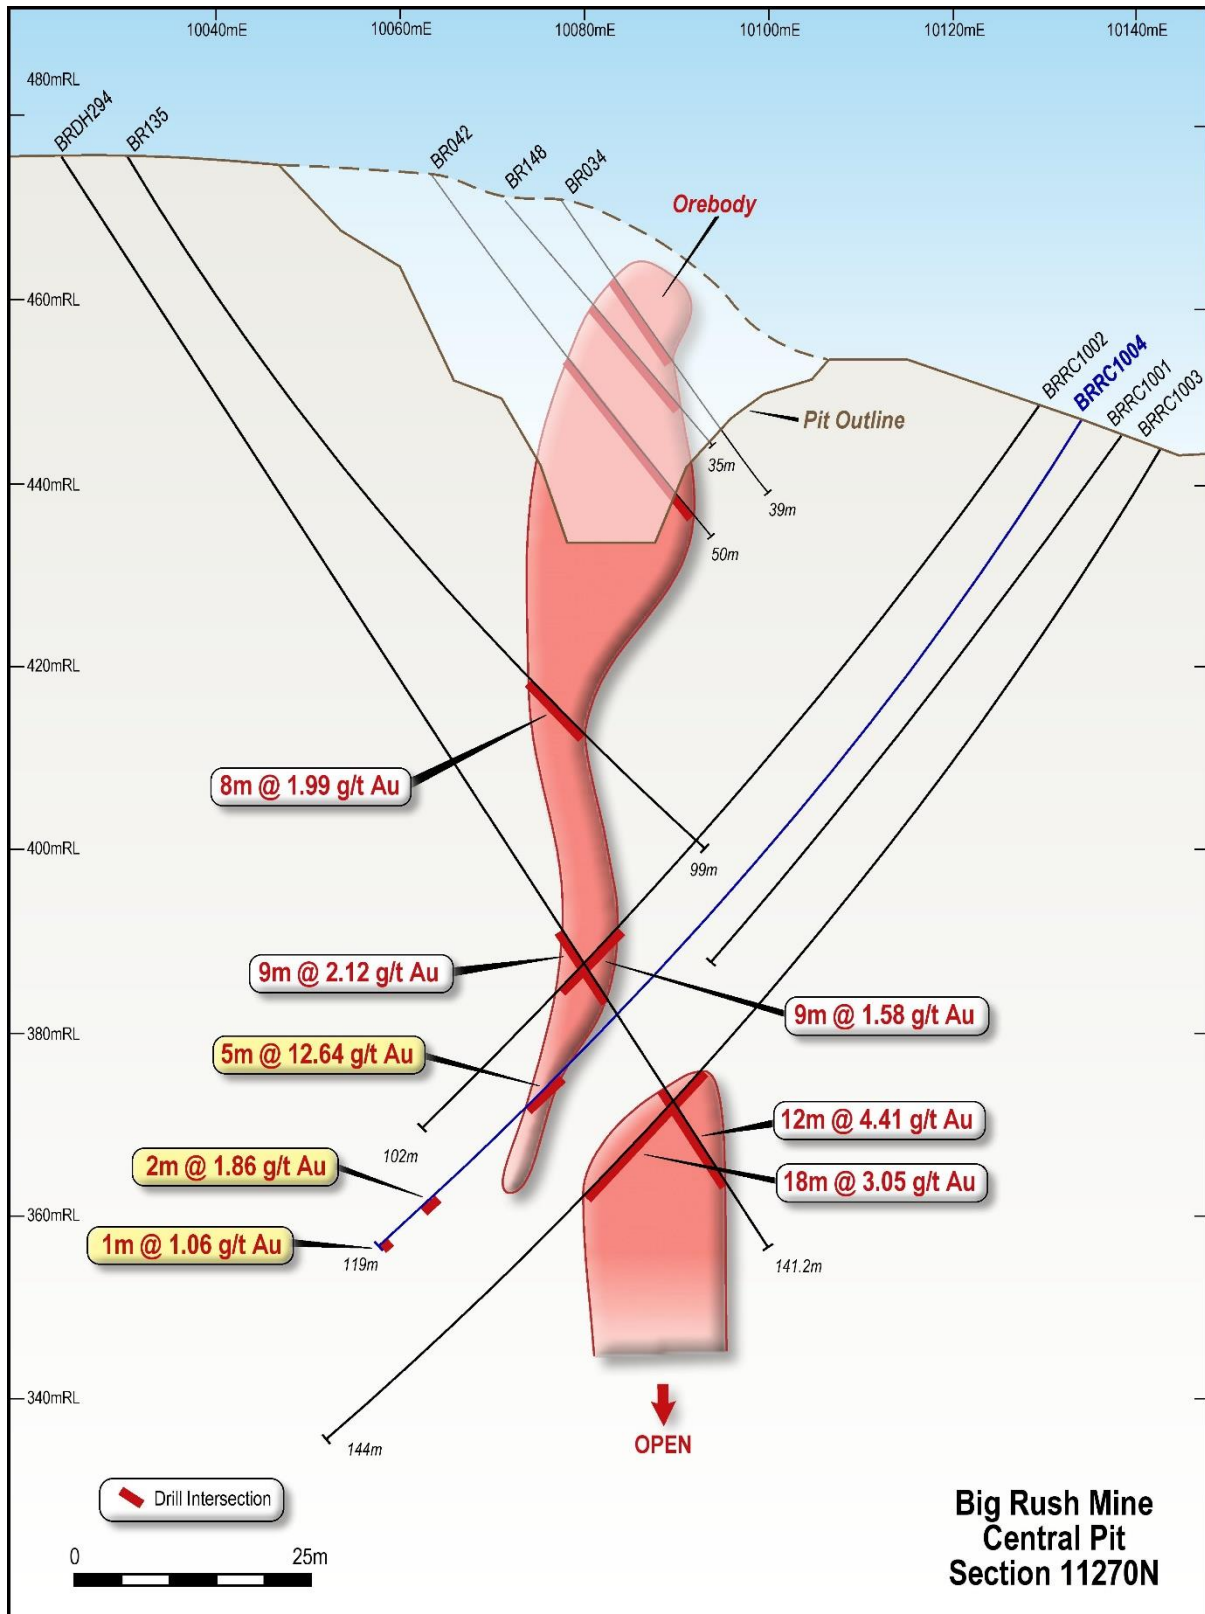 10040mE
10060mE
10080mE
10100mE
10120mE
10140mE
480mRL
BRDH294
BR135
BR042
BR148
BR034
Orebody
460mRL
BRRC1002
BRRC1004
BRRC1001
BRRC1003
Pit Outline
35m
440mRL
39m
50m
420mRL
8m @ 1.99 g/t Au
400mRL
99m
9m @ 2.12 g/t Au
9m @ 1.58 g/t Au
380mRL
5m @ 12.64 g/t Au
12m @ 4.41 g/t Au
102m
2m @ 1.86 g/t Au
18m @ 3.05 g/t Au
360mRL
1m @ 1.06 g/t Au
119m
141.2m
340mRL
OPEN
144m
Drill Intersection
0 25m
Big Rush Mine
Central Pit
Section 11270N